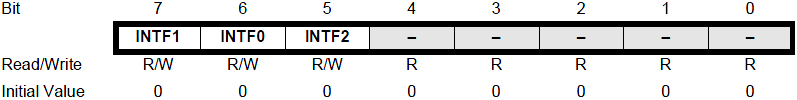 Bit 7 6 5 4 3 2 1 0
INTF1 INTF0 INTF2 – – – – –
Read/Write R/W R/W R/W R R R R R
Initial Value 0 0 0 0 0 0 0 0